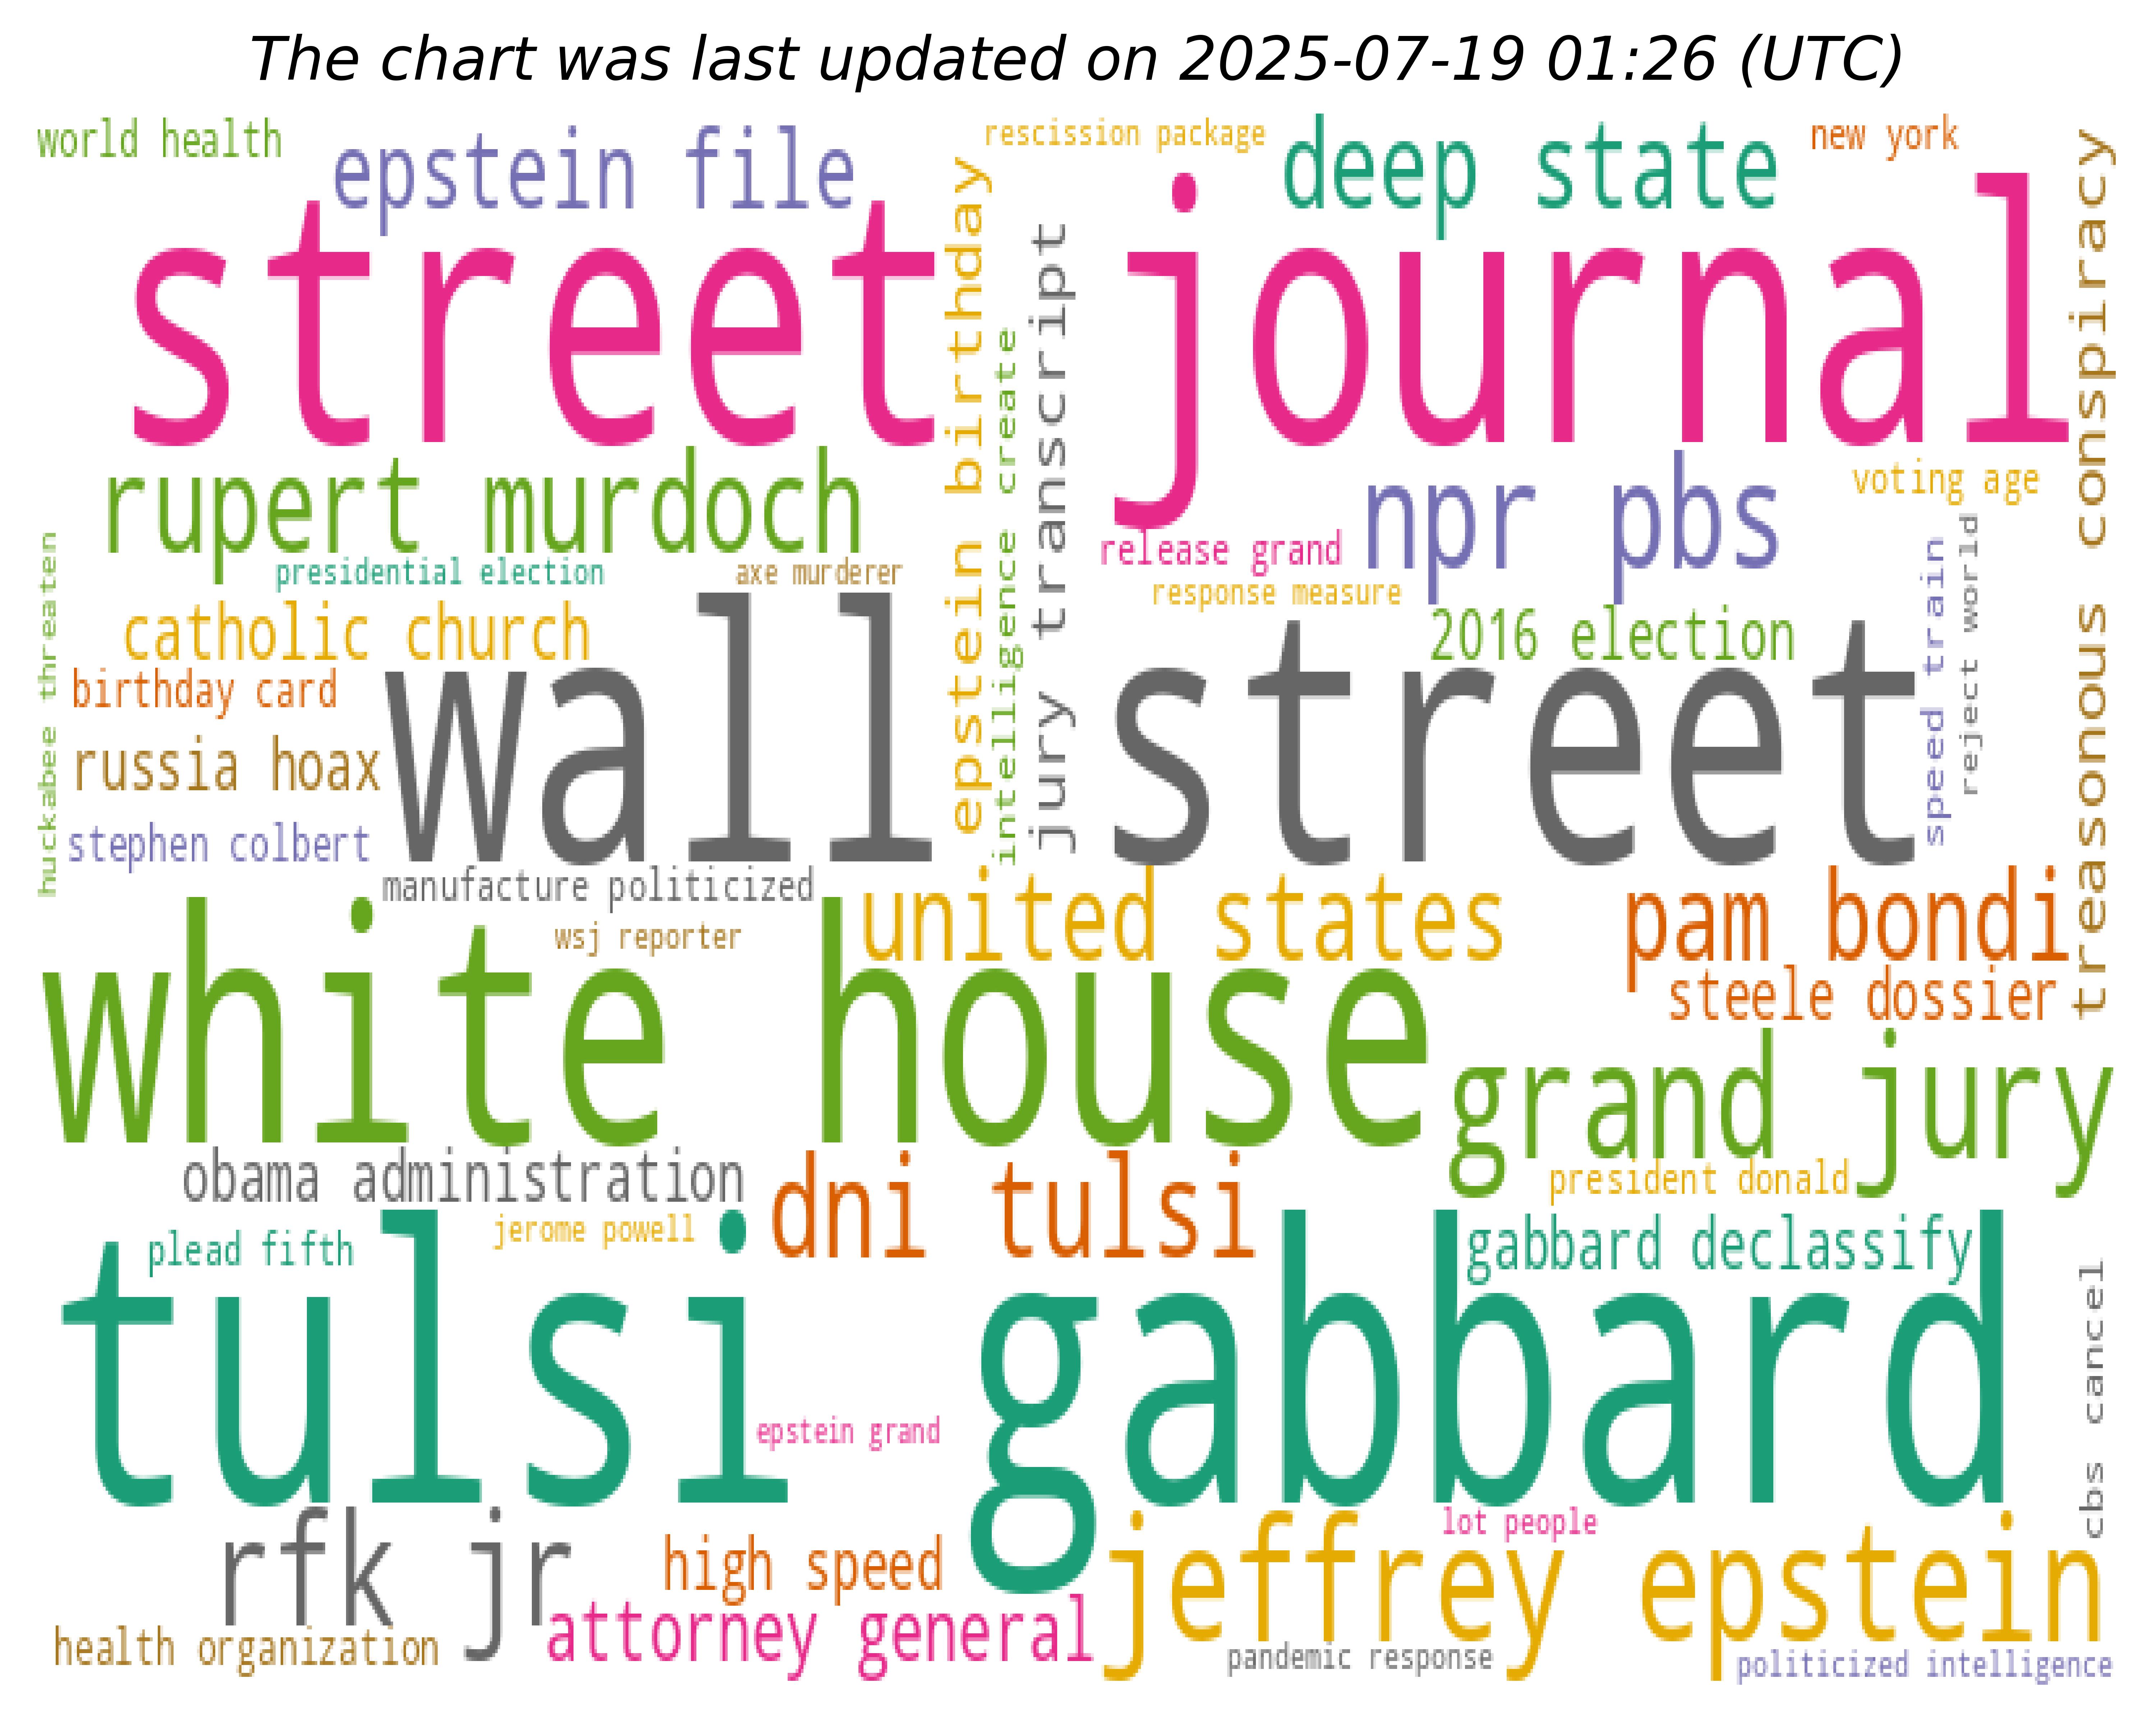 The chart was last updated on 2025-07-19 01:26 (UTC)
world health
epstein file
rescission package
deep state
new york
street journal
epstein birthday
intelligence create
jury transcript
treasonous conspiracy
rupert murdoch
npr pbs
voting age
release grand
presidential election
axe murderer
response measure
huckabee threaten
catholic church
2016 election
speed train
reject world
birthday card
wall street
russia hoax
stephen colbert
manufacture politicized
united states
pam bondi
wsj reporter
steele dossier
white house
grand jury
obama administration
dni tulsi
president donald
plead fifth
jerome powell
gabbard declassify
tulsi gabbard
cbs cancel
epstein grand
rfk jr
high speed
lot people
jeffrey epstein
attorney general
health organization
pandemic response
politicized intelligence